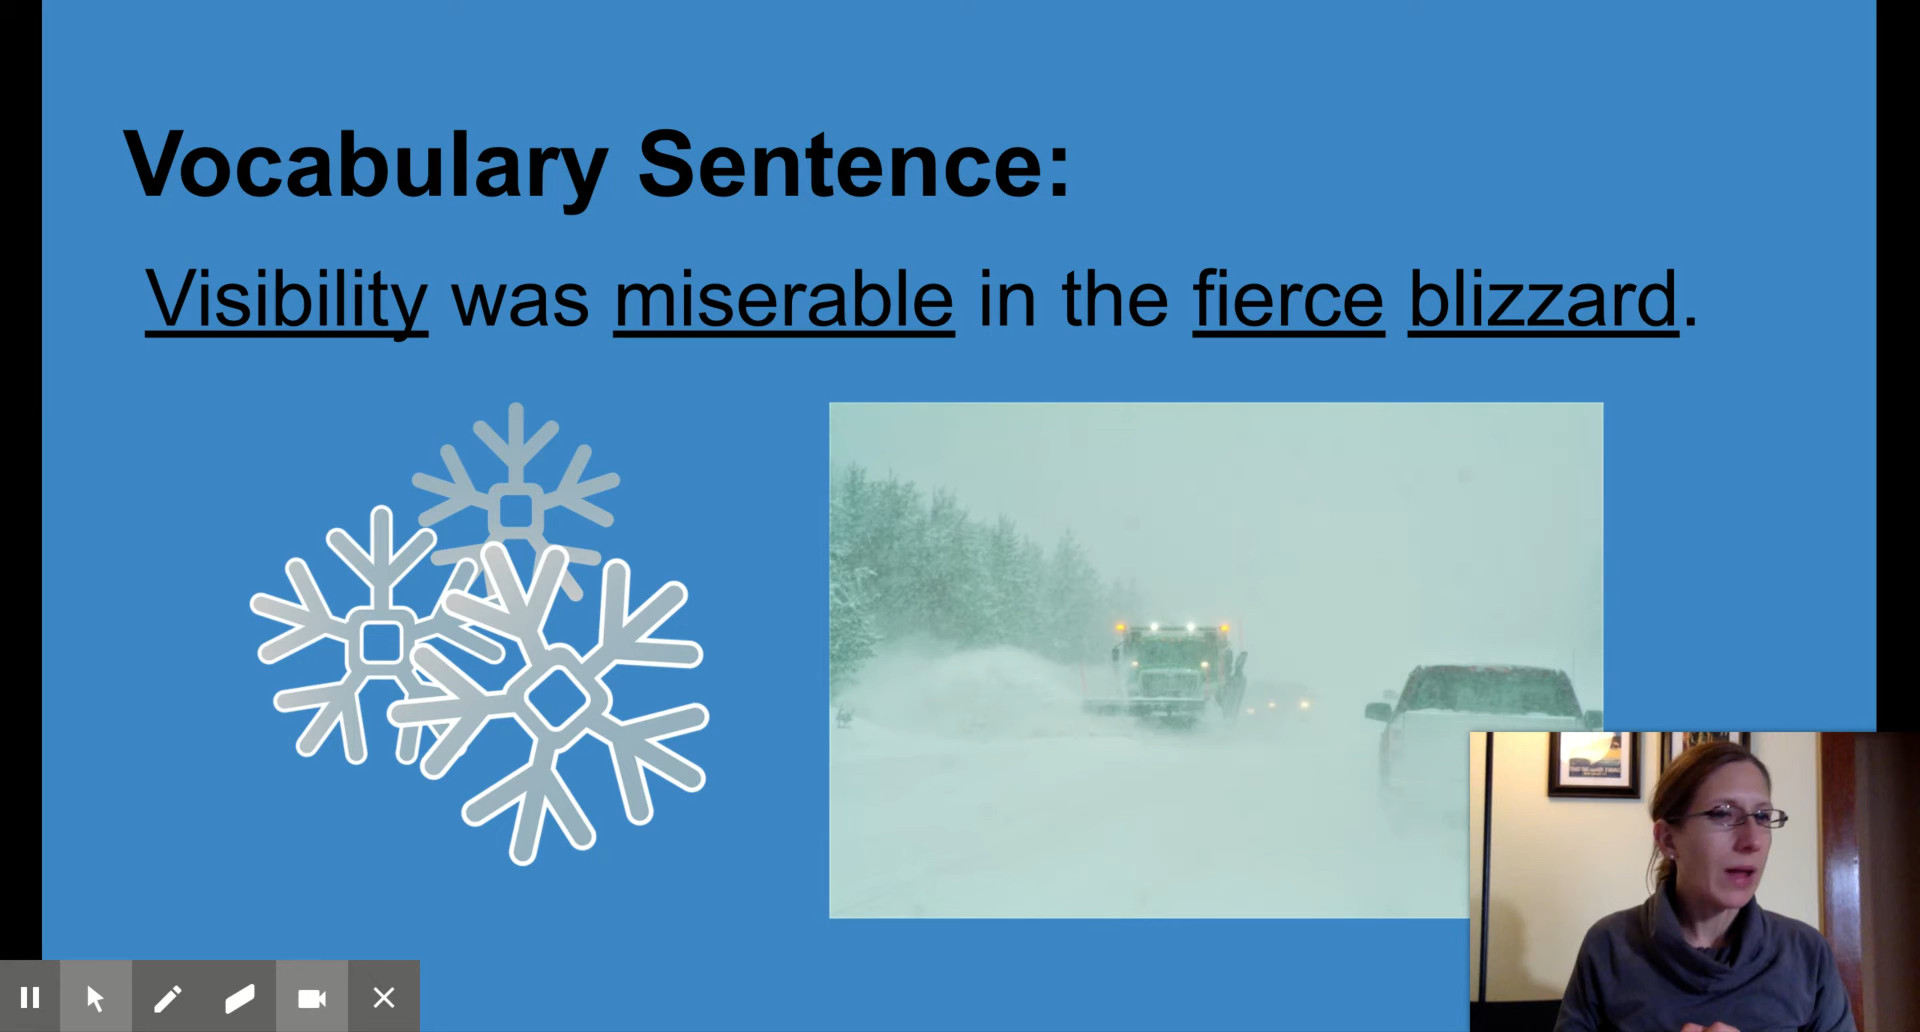 Vocabulary Sentence:
Visibility was miserable in the fierce blizzard.